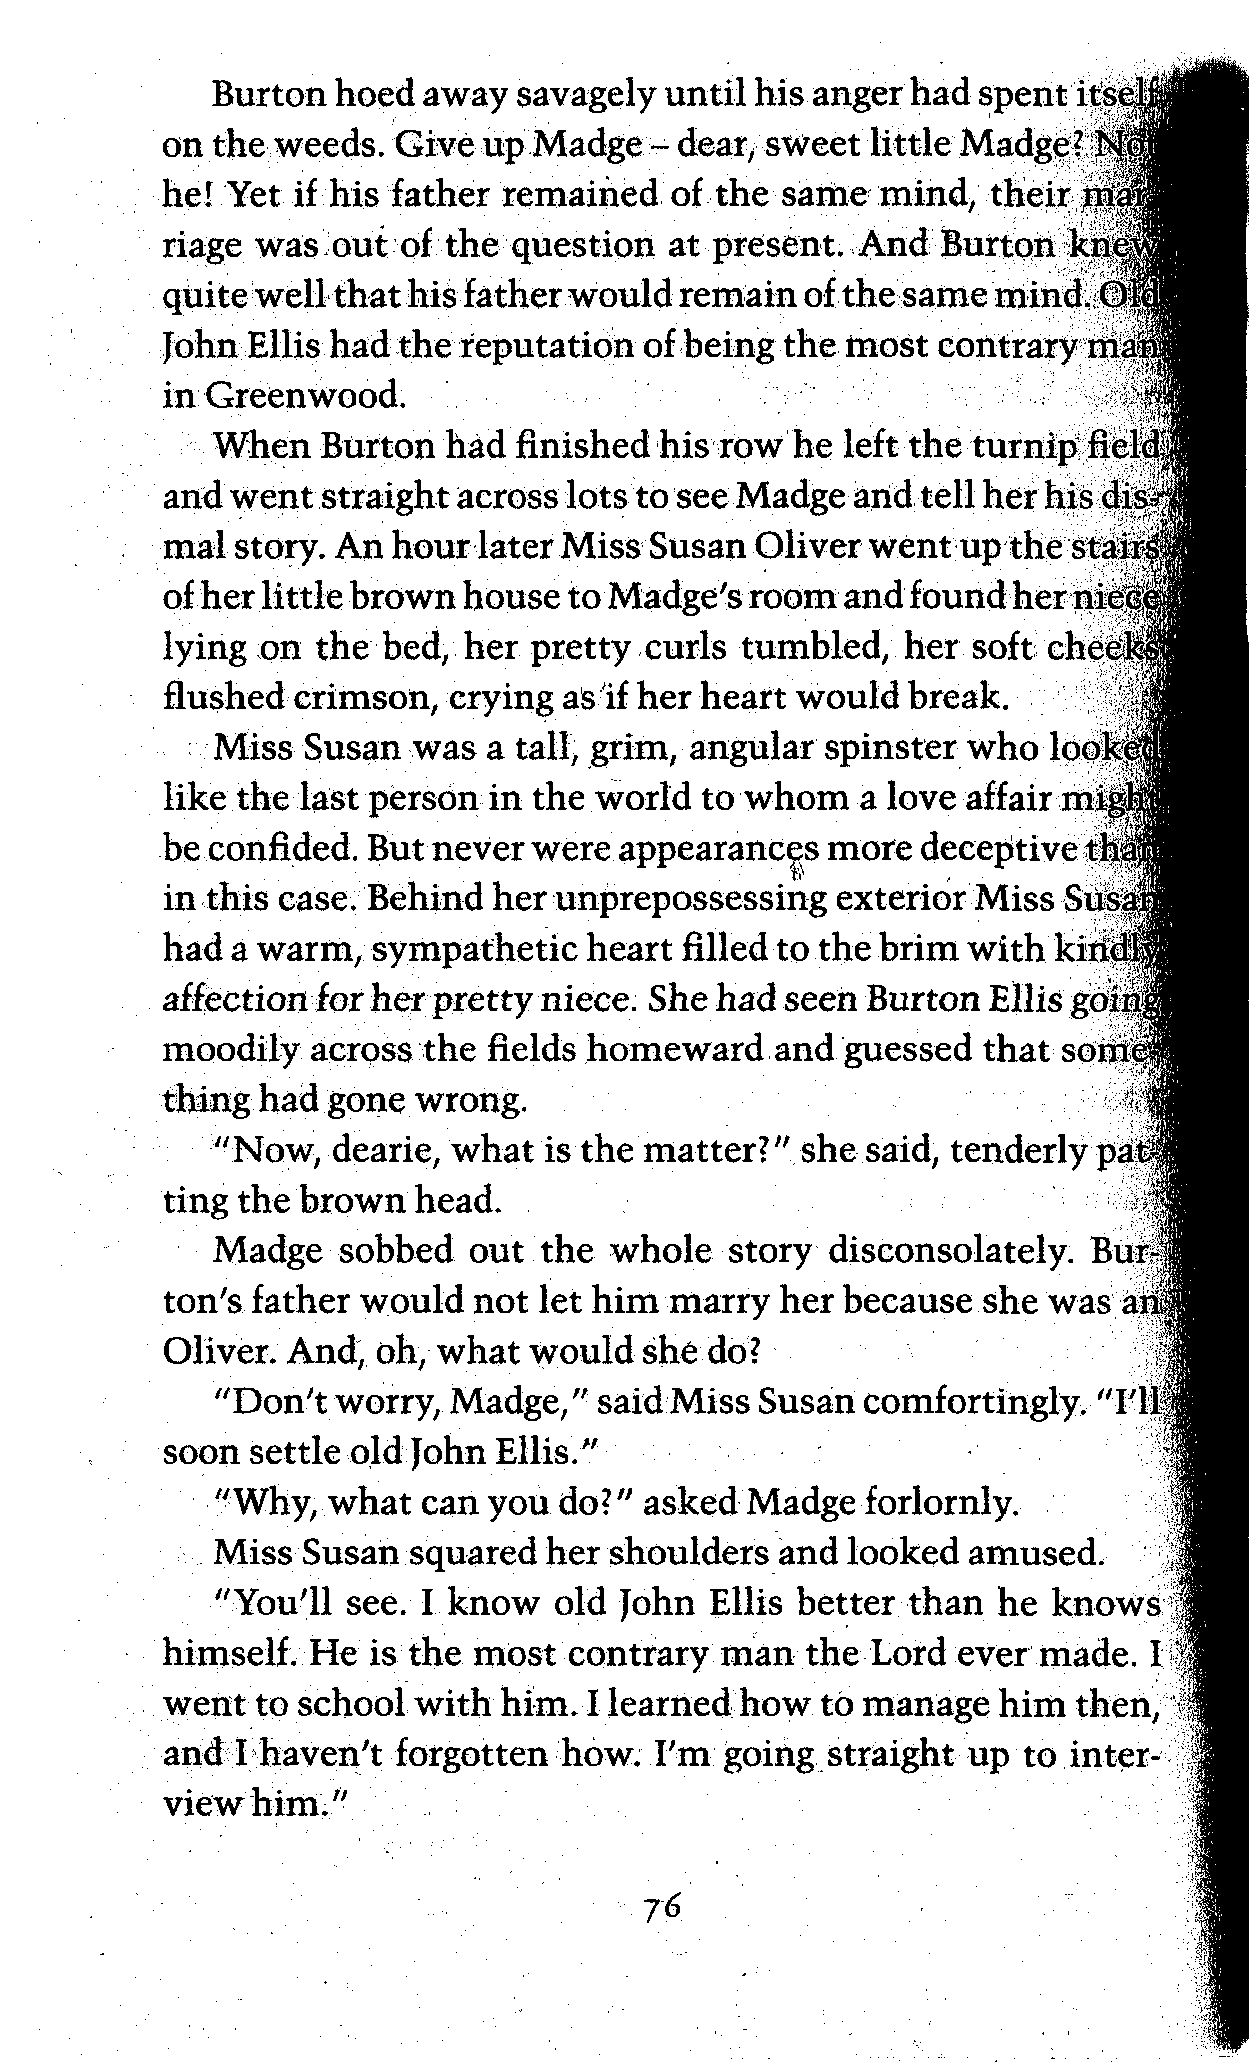 Burton hoed away savagely until his anger had spent itself
on the weeds. Give up Madge – dear, sweet little Madge? Not
he! Yet if his father remained of the same mind, their mar-
riage was out of the question at present. And Burton knew
quite well that his father would remain of the same mind. Old
John Ellis had the reputation of being the most contrary man
in Greenwood.
When Burton had finished his row he left the turnip field
and went straight across lots to see Madge and tell her his dis-
mal story. An hour later Miss Susan Oliver went up the stairs
of her little brown house to Madge's room and found her niece
lying on the bed, her pretty curls tumbled, her soft cheeks
flushed crimson, crying as if her heart would break.
Miss Susan was a tall, grim, angular spinster who looked
like the last person in the world to whom a love affair might
be confided. But never were appearances more deceptive than
in this case. Behind her unprepossessing exterior Miss Susan
had a warm, sympathetic heart filled to the brim with kindly
affection for her pretty niece. She had seen Burton Ellis going
moodily across the fields homeward and guessed that some-
thing had gone wrong.
"Now, dearie, what is the matter?" she said, tenderly pat-
ting the brown head.
Madge sobbed out the whole story disconsolately. Bur-
ton's father would not let him marry her because she was an
Oliver. And, oh, what would she do?
"Don't worry, Madge," said Miss Susan comfortingly. "I'll
soon settle old John Ellis."
"Why, what can you do?" asked Madge forlornly.
Miss Susan squared her shoulders and looked amused.
"You'll see. I know old John Ellis better than he knows
himself. He is the most contrary man the Lord ever made. I
went to school with him. I learned how to manage him then,
and I haven't forgotten how. I'm going straight up to inter-
view him."
76